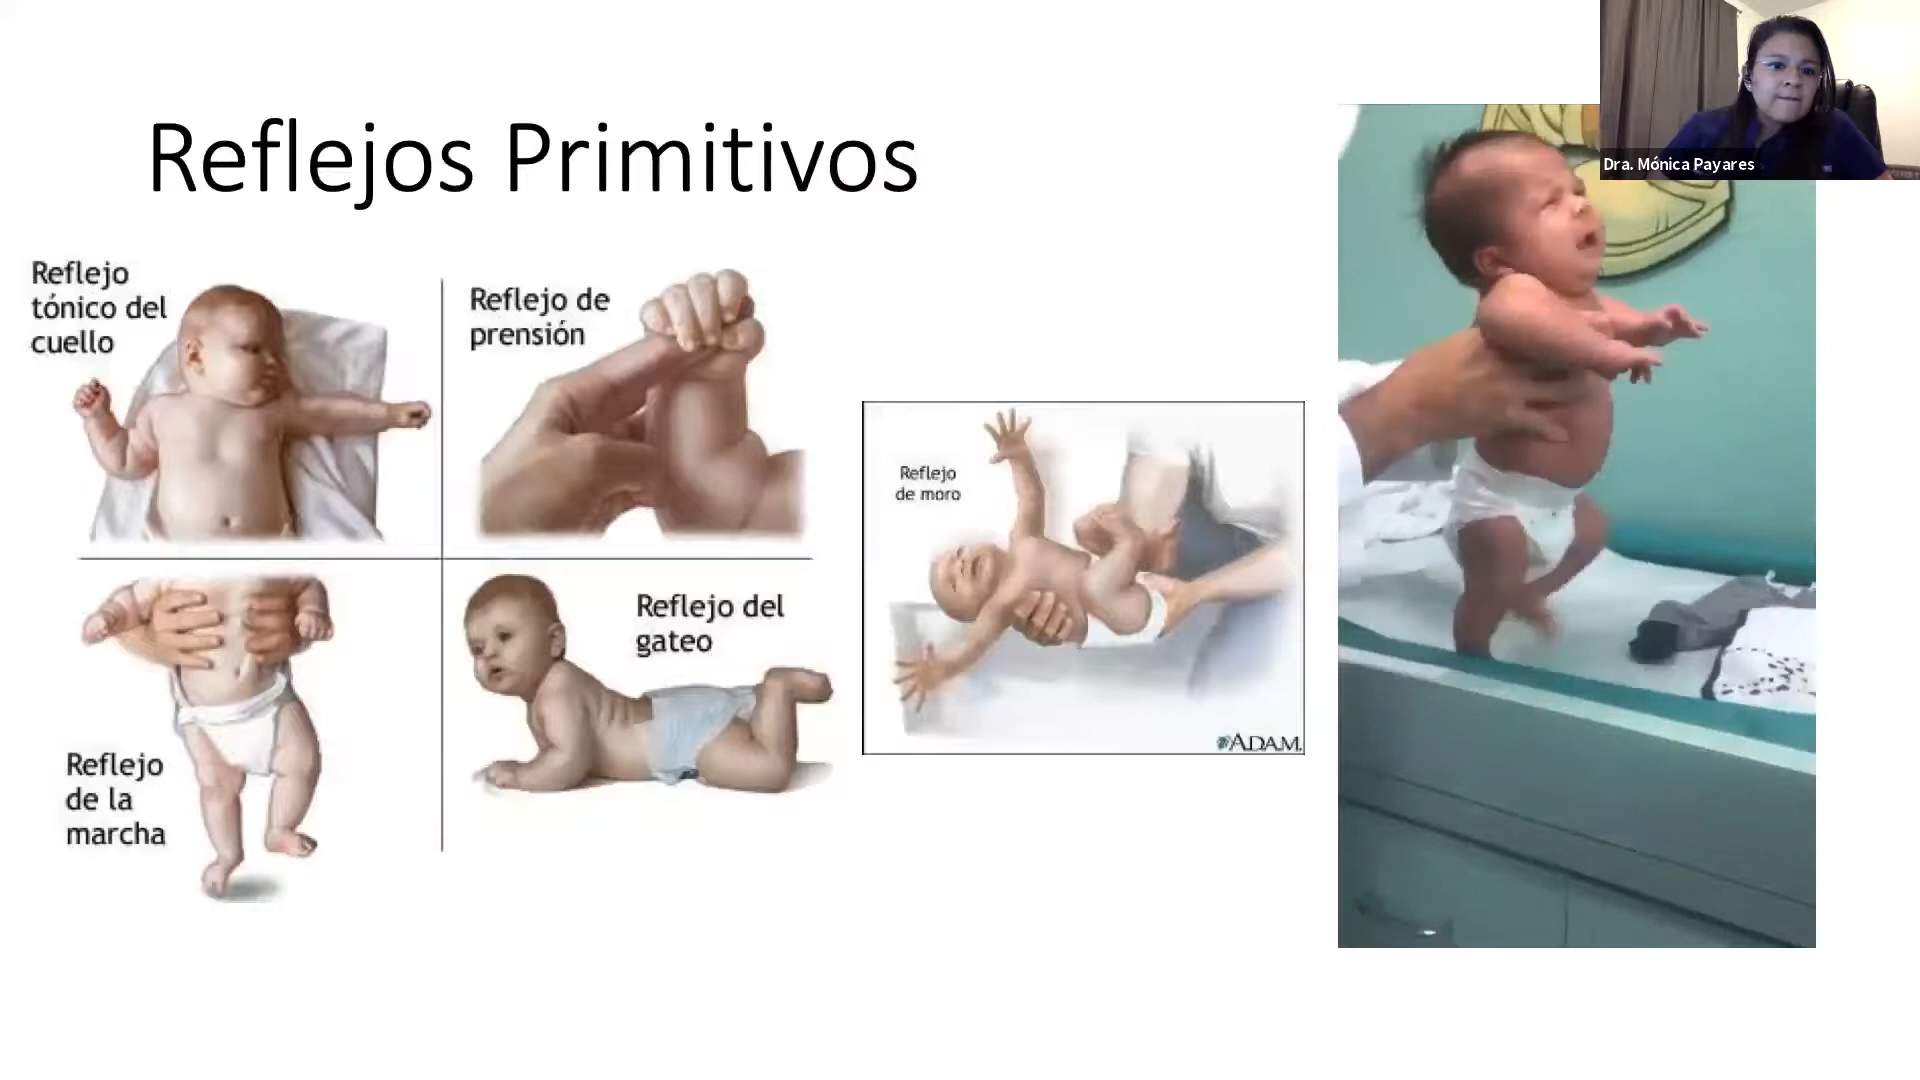 Dra. Mónica Payares
Reflejos Primitivos
Reflejo
tónico del
cuello
Reflejo de
prensión
Reflejo
de moro
Reflejo del
gateo
Reflejo
de la
marcha
ADAM.